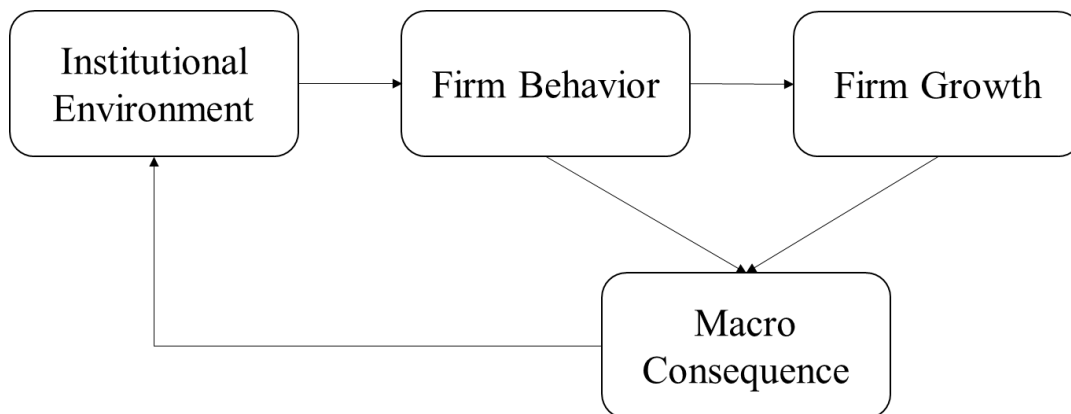 Institutional
Environment
Firm Behavior
Firm Growth
Macro
Consequence